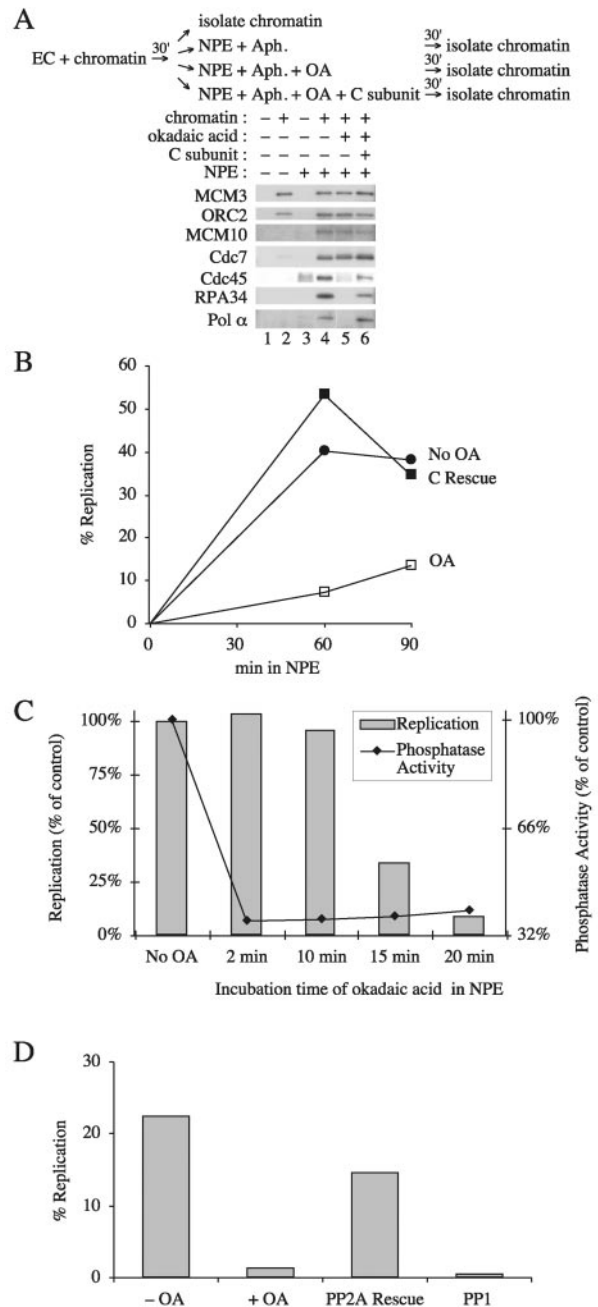 A
isolate chromatin
EC + chromatin 30' NPE + Aph. 30' isolate chromatin
NPE + Aph. + OA 30' isolate chromatin
NPE + Aph. + OA + C subunit 30' isolate chromatin
chromatin : – + – + + +
okadaic acid : – – – – + +
C subunit : – – – – – +
NPE : – – + + + +
MCM3
ORC2
MCM10
Cdc7
Cdc45
RPA34
Pol α
1 2 3 4 5 6
B
% Replication
60
50
40
30
20
10
0
No OA
C Rescue
OA
0 30 60 90
min in NPE
C
Replication (% of control)
100%
75%
50%
25%
0%
Replication
Phosphatase
Activity
100%
66%
32%
Phosphatase Activity (% of control)
No OA 2 min 10 min 15 min 20 min
Incubation time of okadaic acid in NPE
D
% Replication
30
20
10
0
– OA + OA PP2A Rescue PP1